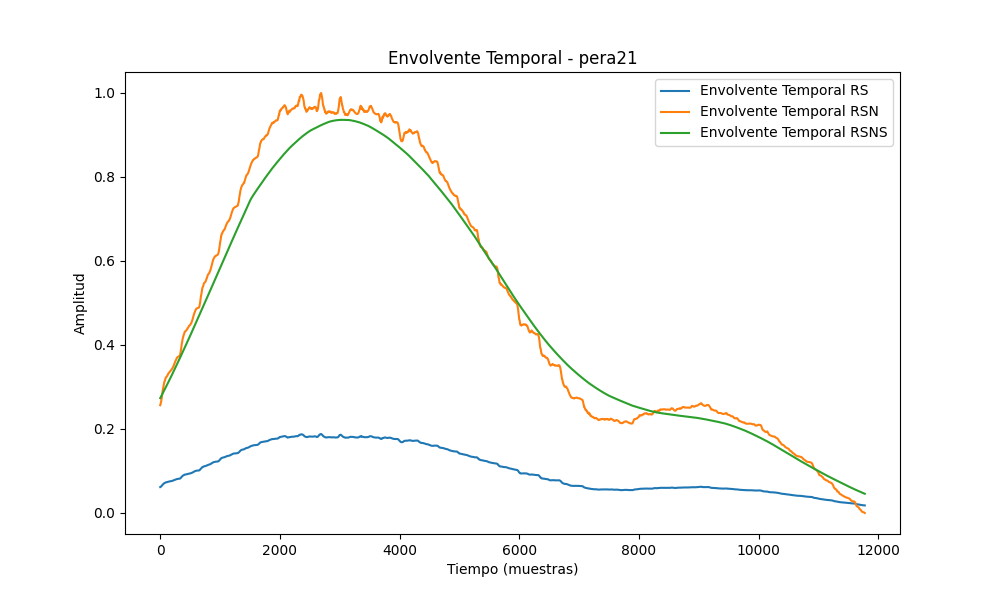 Envolvente Temporal - pera21
Envolvente Temporal RS
Envolvente Temporal RSN
Envolvente Temporal RSNS
Amplitud
1.0
0.8
0.6
0.4
0.2
0.0
0 2000 4000 6000 8000 10000 12000
Tiempo (muestras)